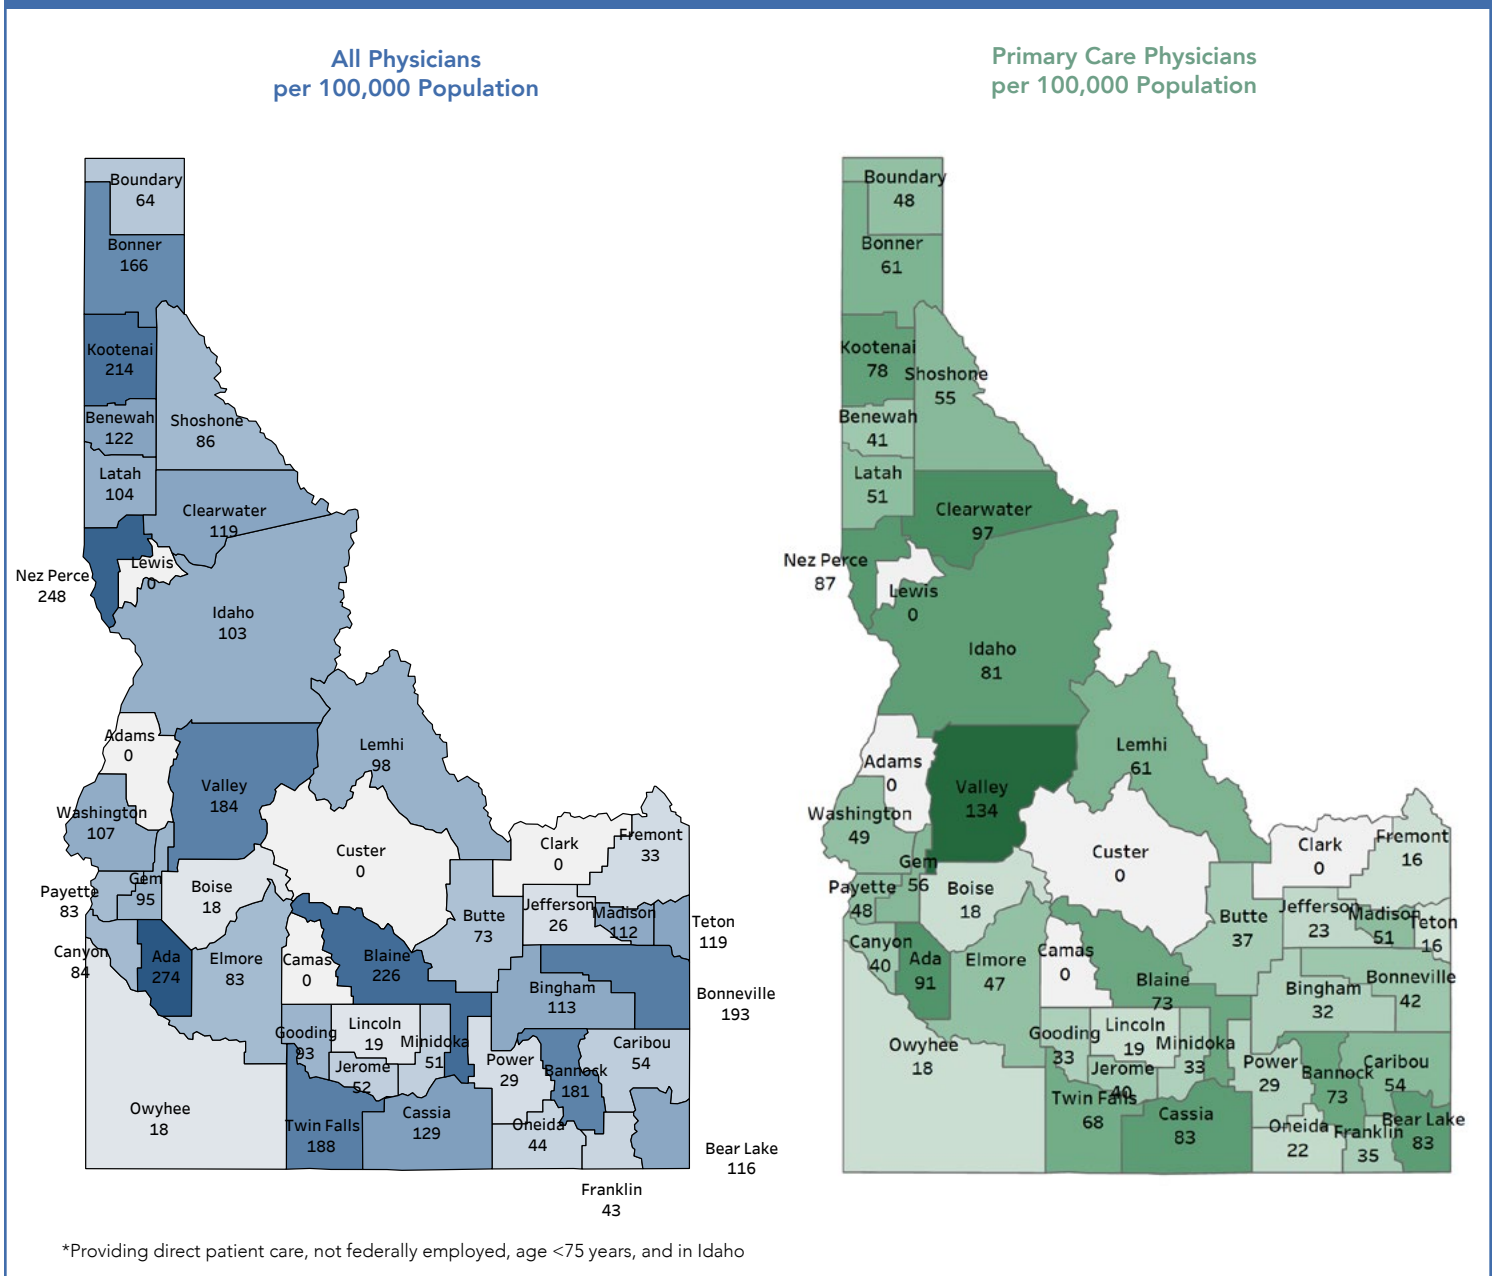 All Physicians
per 100,000 Population
Boundary
64
Bonner
166
Kootenai
214
Benewah
122
Shoshone
86
Latah
104
Clearwater
119
Lewis
0
Nez Perce
248
Idaho
103
Adams
0
Lemhi
98
Valley
184
Washington
107
Custer
0
Clark
0
Fremont
33
Gem
95
Payette
83
Boise
18
Butte
73
Jefferson
26
Madison
112
Teton
119
Canyon
84
Ada
274
Elmore
83
Camas
0
Blaine
226
Bingham
113
Bonneville
193
Gooding
93
Lincoln
19
Minidoka
51
Jerome
52
Power
29
Bannock
181
Caribou
54
Owyhee
18
Twin Falls
188
Cassia
129
Oneida
44
Bear Lake
116
Franklin
43
Primary Care Physicians
per 100,000 Population
Boundary
48
Bonner
61
Kootenai
78
Shoshone
55
Benewah
41
Latah
51
Clearwater
97
Nez Perce
87
Lewis
0
Idaho
81
Adams
0
Lemhi
61
Valley
134
Washington
49
Custer
0
Clark
0
Fremont
16
Gem
56
Payette
48
Boise
18
Butte
37
Jefferson
23
Madison
51
Teton
16
Canyon
40
Ada
91
Elmore
47
Camas
0
Blaine
73
Bingham
32
Bonneville
42
Gooding
33
Lincoln
19
Minidoka
33
Owyhee
18
Jerome
40
Power
29
Bannock
73
Caribou
54
Twin Falls
68
Cassia
83
Oneida
22
Franklin
35
Bear Lake
83
*Providing direct patient care, not federally employed, age <75 years, and in Idaho